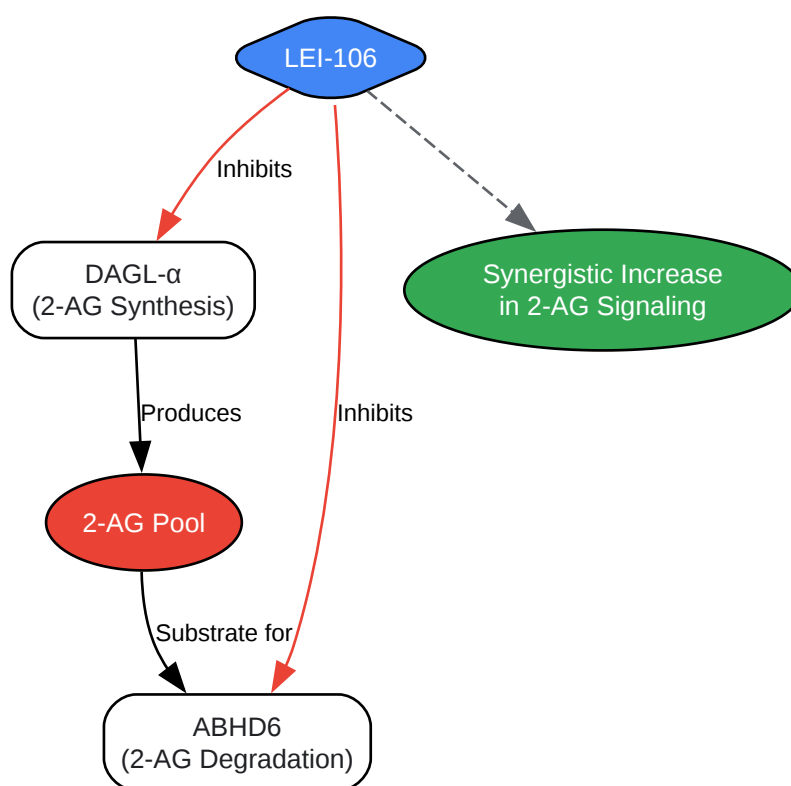 LEI-106
Inhibits
DAGL-α
(2-AG Synthesis)
Synergistic Increase
in 2-AG Signaling
Produces
Inhibits
2-AG Pool
Substrate for
ABHD6
(2-AG Degradation)